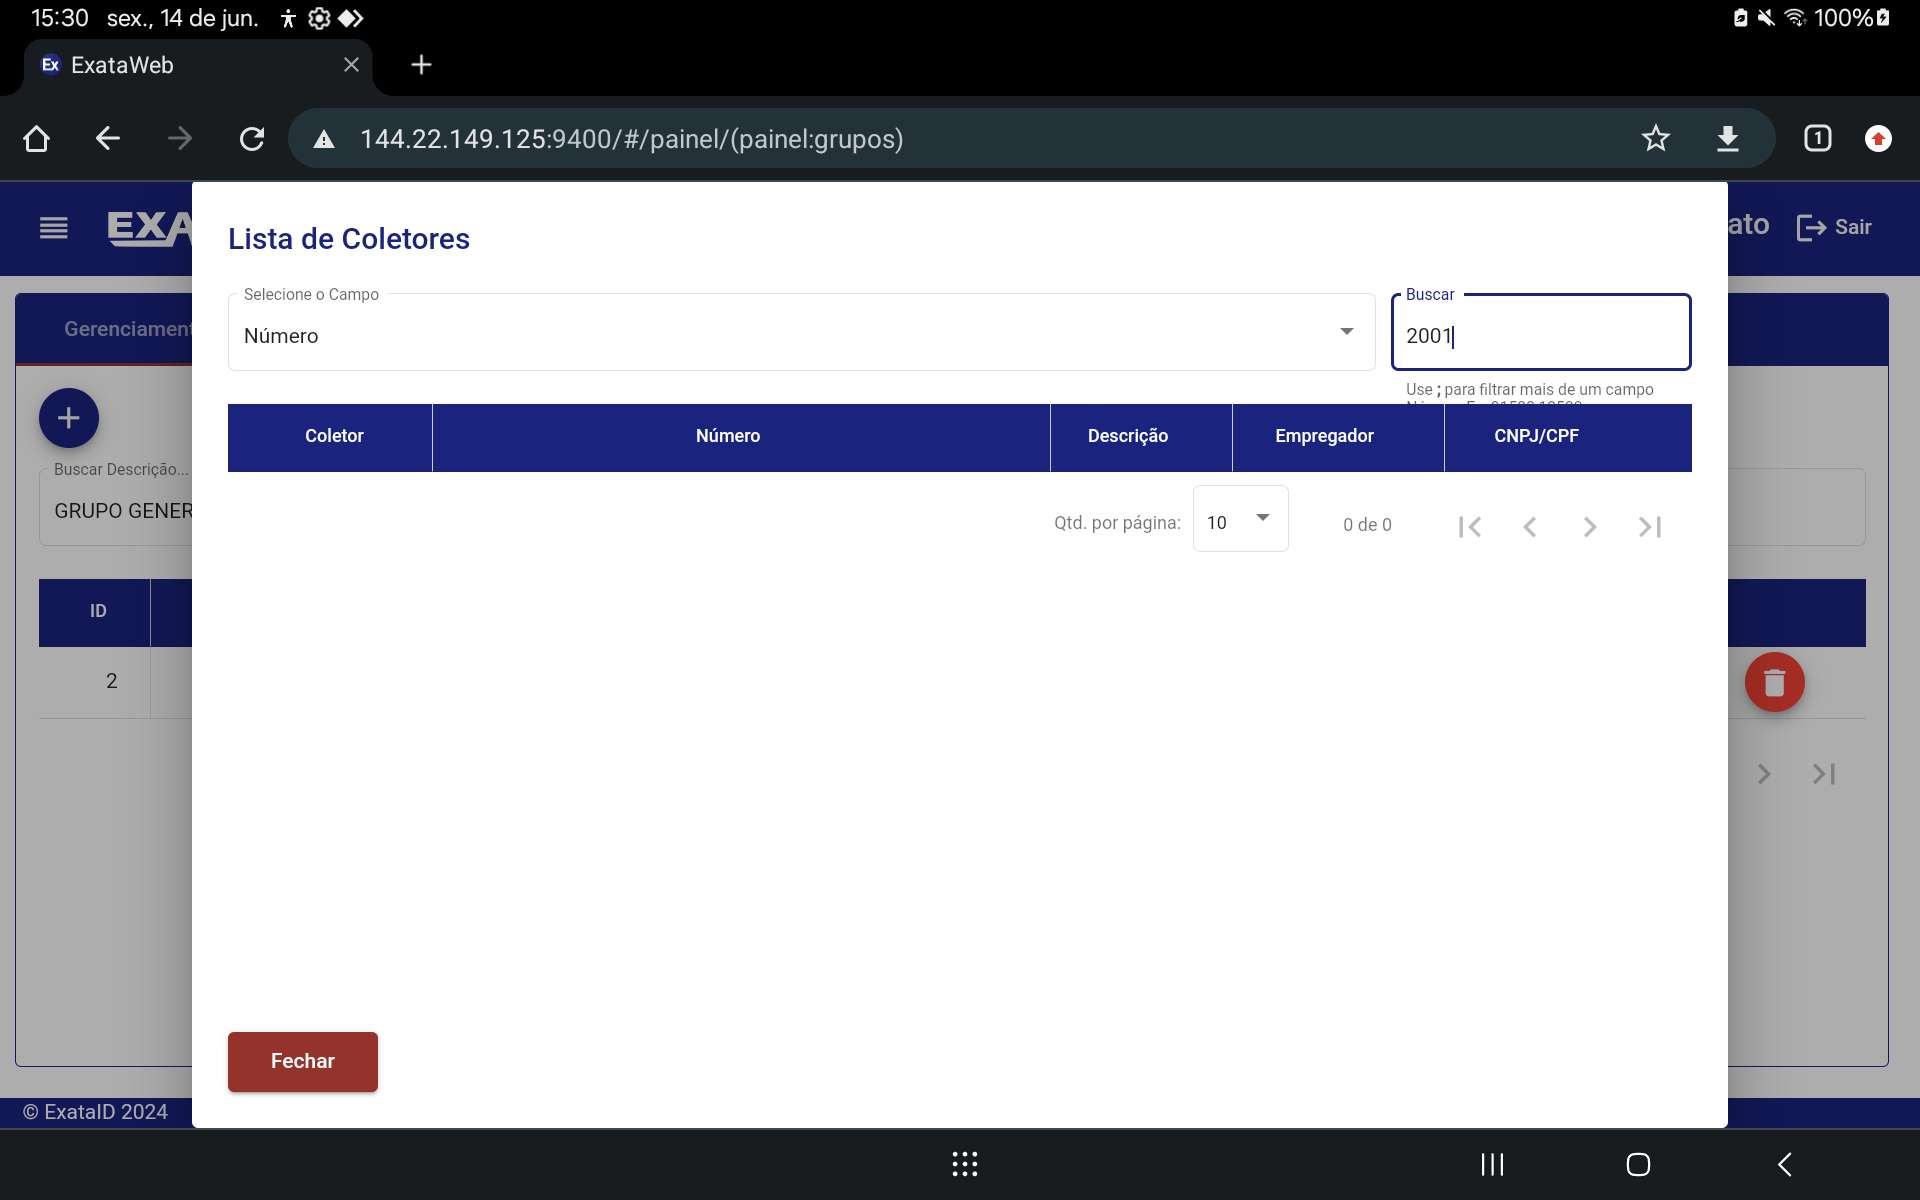 15:30 sex., 14 de jun. 100%
Ex ExataWeb
144.22.149.125:9400/#/painel/(painel:grupos) 1
EXA
ato
Sair
Lista de Coletores
Selecione o Campo
Número
Buscar
2001
Use ; para filtrar mais de um campo
Gerenciament
Coletor Número Descrição Empregador CNPJ/CPF
Buscar Descrição...
GRUPO GENER
Qtd. por página: 10 0 de 0
ID
2
Fechar
© ExataID 2024